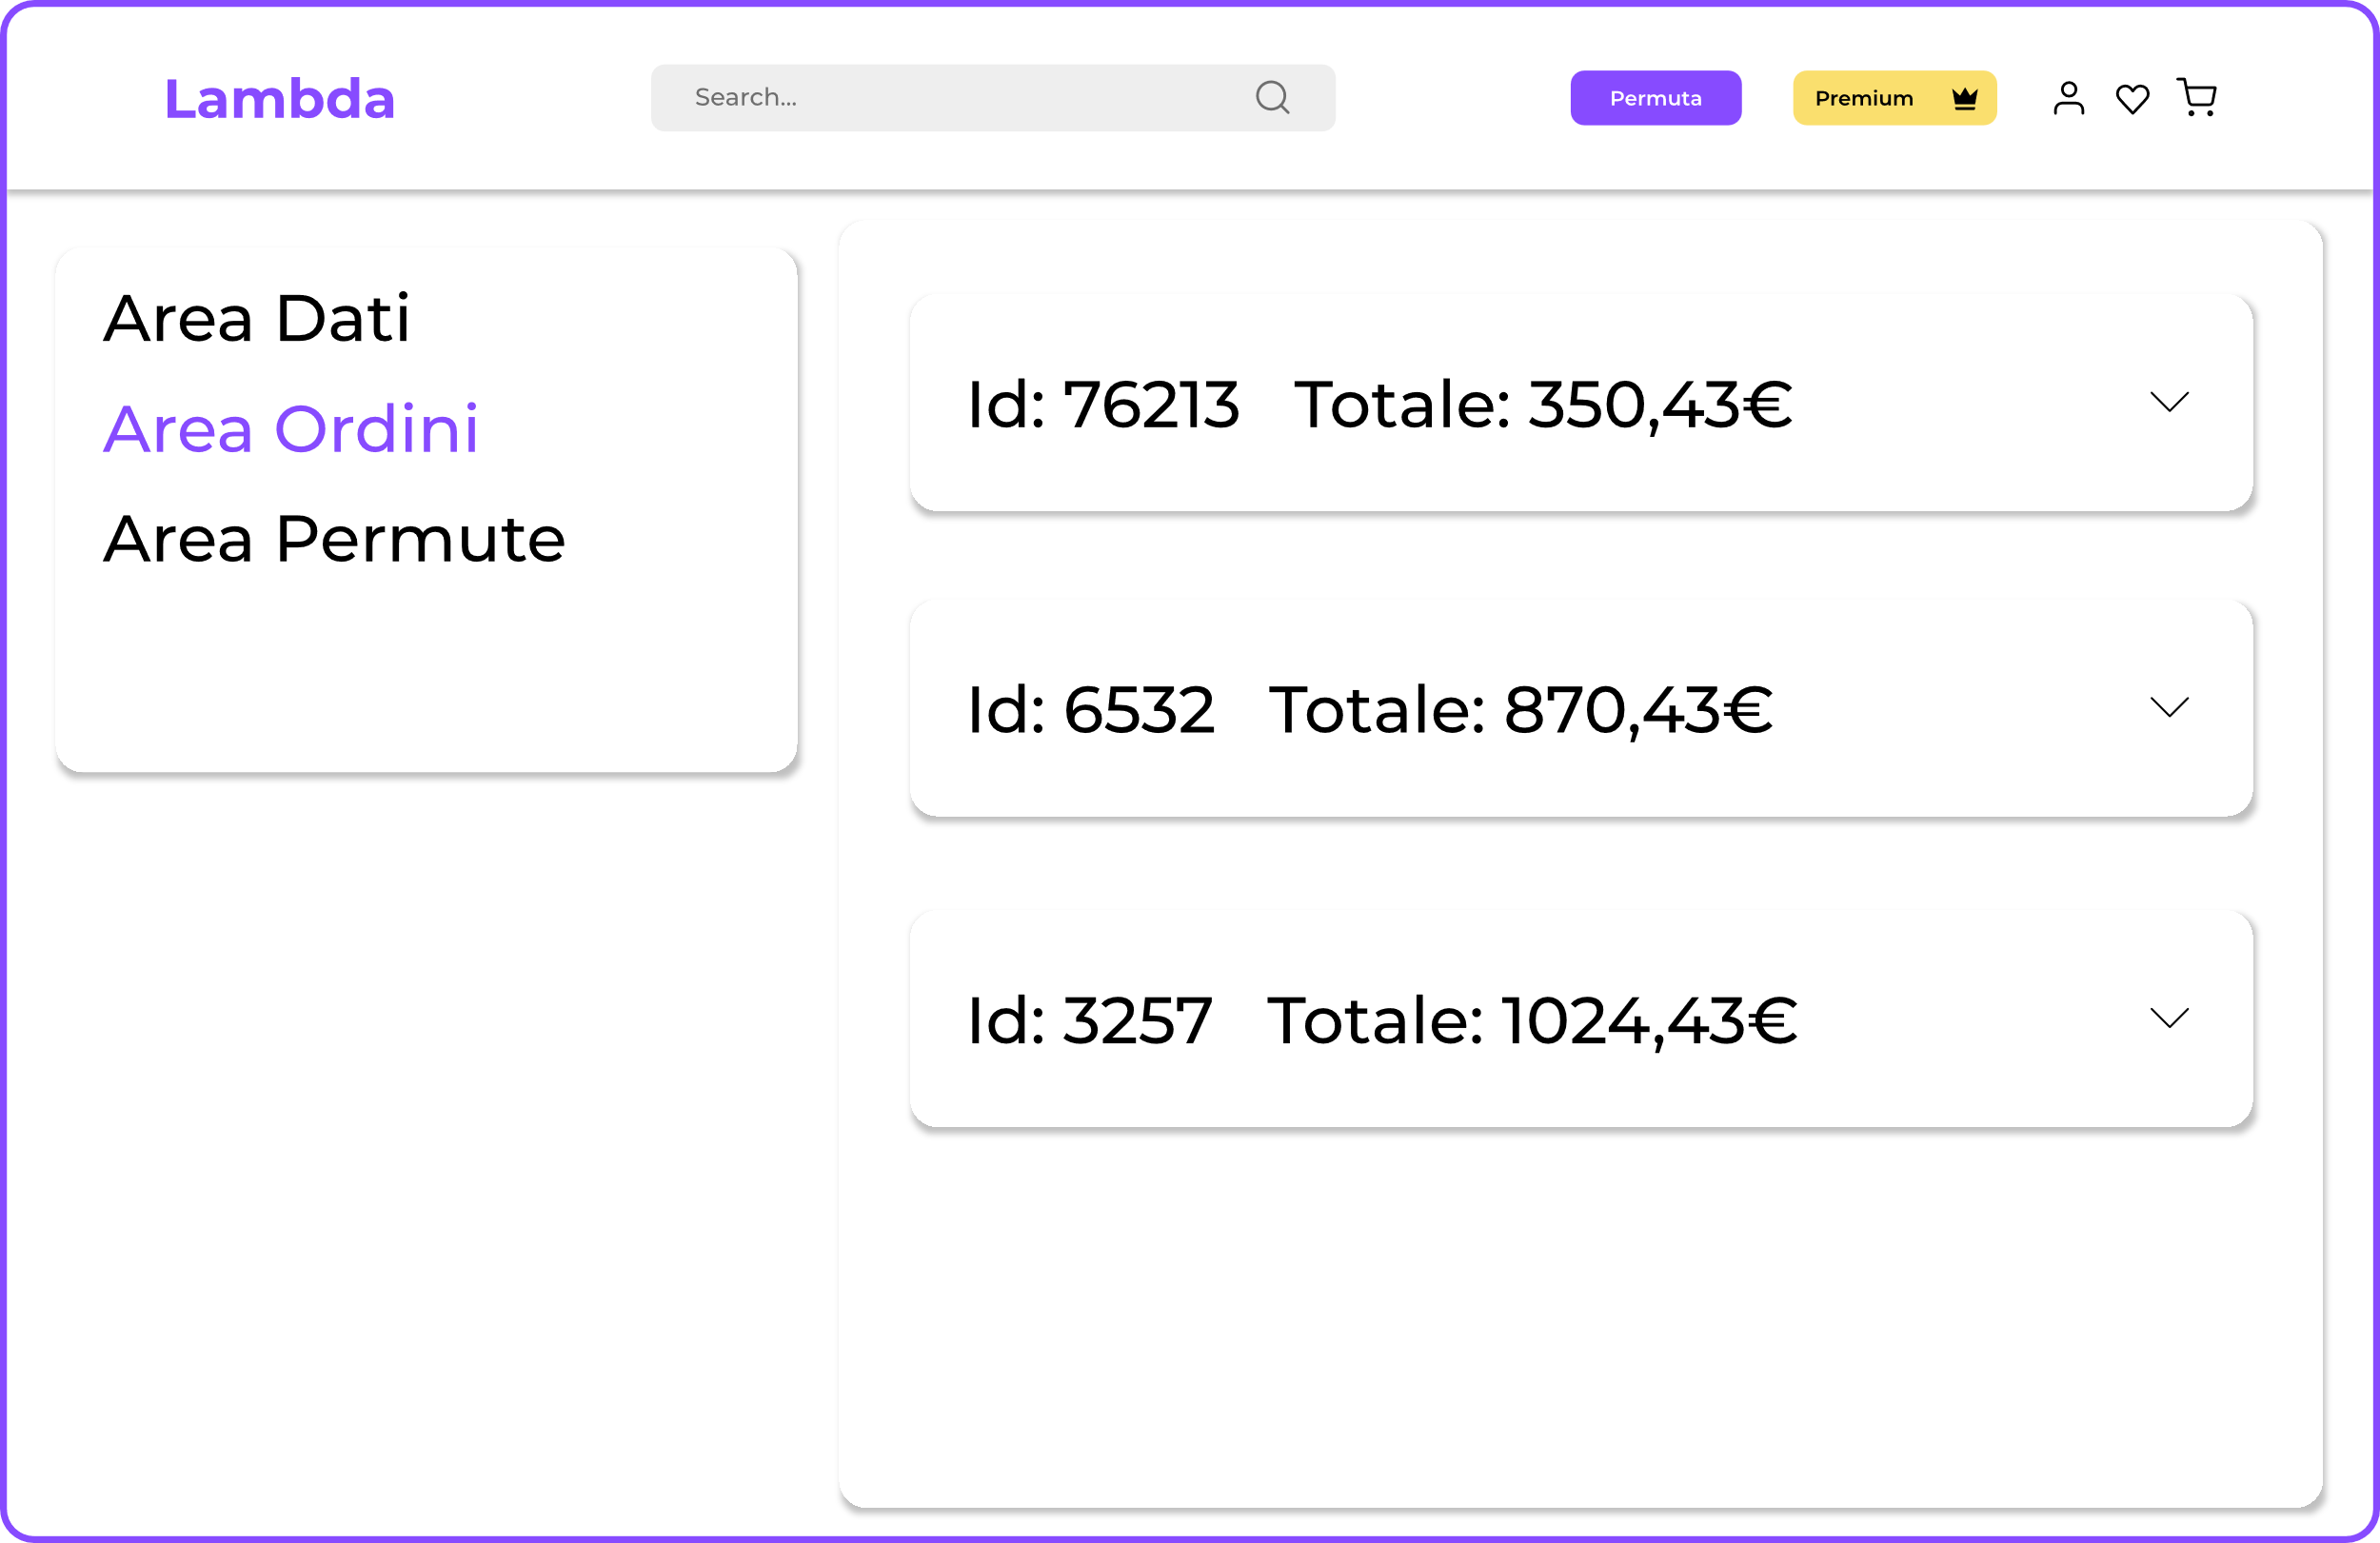 Lambda
Search...
Permuta
Premium
Area Dati
Area Ordini
Area Permute
Id: 76213 Totale: 350,43€
Id: 6532 Totale: 870,43€
Id: 3257 Totale: 1024,43€